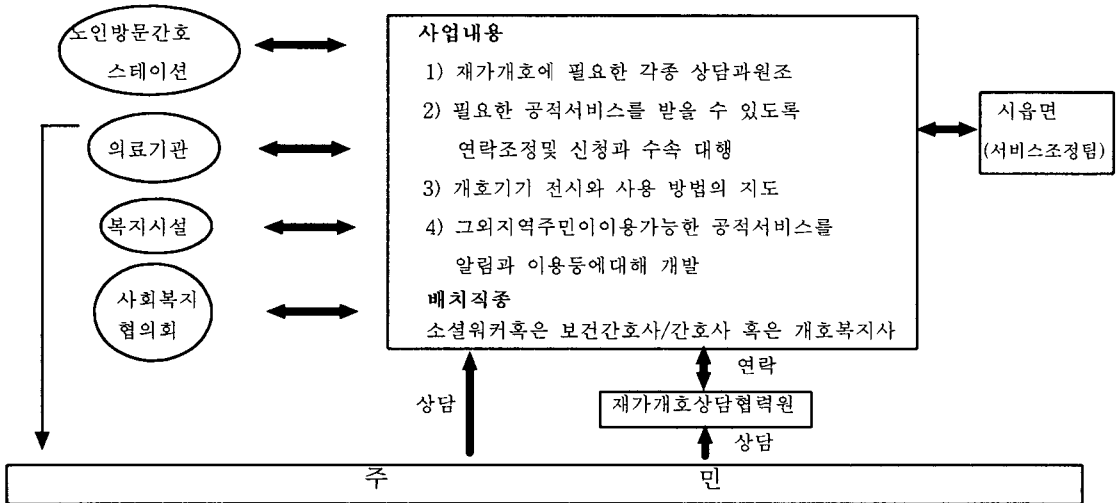 노인방문간호
스테이션
의료기관
복지시설
사회복지
협의회
사업내용
1) 재가개호에 필요한 각종 상담과원조
2) 필요한 공적서비스를 받을 수 있도록
연락조정및 신청과 수속 대행
3) 개호기기 전시와 사용 방법의 지도
4) 그외지역주민이이용가능한 공적서비스를
알림과 이용등에대해 개발
배치직종
소셜워커혹은 보건간호사/간호사 혹은 개호복지사
시읍면
(서비스조정팀)
연락
상담
재가개호상담협력원
상담
주 민